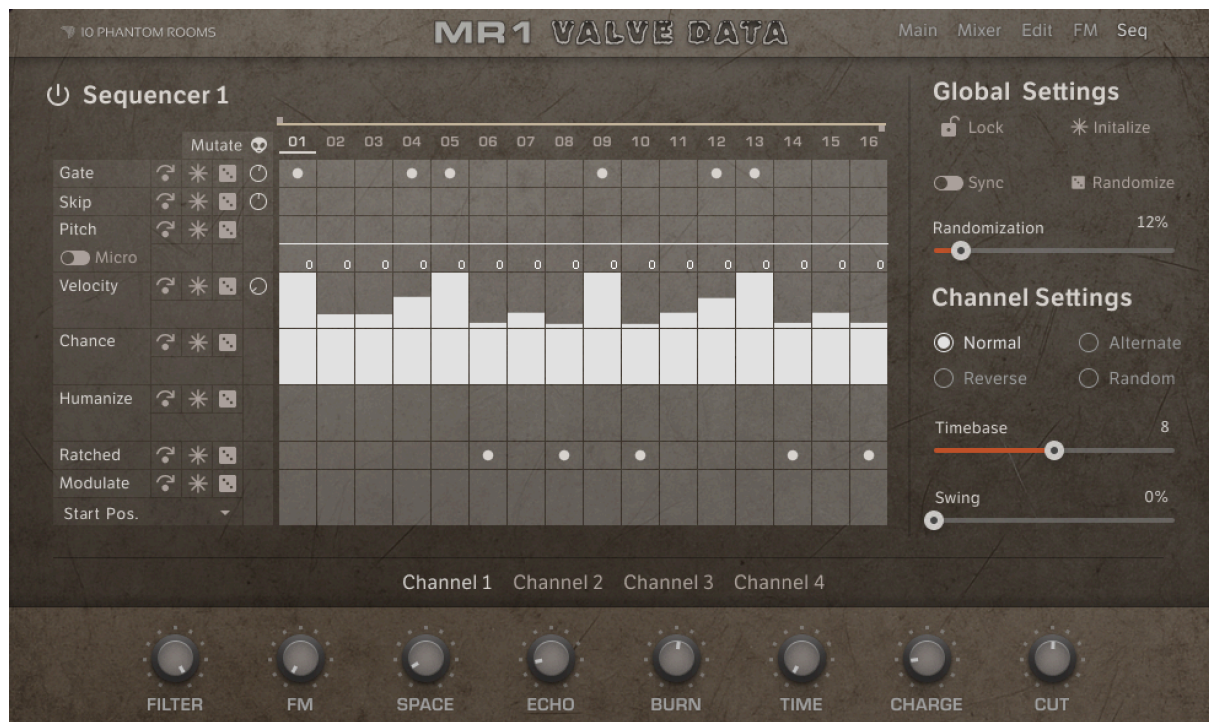 10 PHANTOM ROOMS
MR1 VALVE DATA
Main Mixer Edit FM Seq
Sequencer 1
Mutate
01 02 03 04 05 06 07 08 09 10 11 12 13 14 15 16
Gate
Skip
Pitch
Micro
0 0 0 0 0 0 0 0 0 0 0 0 0 0 0 0
Velocity
Chance
Humanize
Ratched
Modulate
Start Pos.
Global Settings
Lock
Initalize
Sync
Randomize
Randomization 12%
Channel Settings
Normal
Alternate
Reverse
Random
Timebase 8
Swing 0%
Channel 1 Channel 2 Channel 3 Channel 4
FILTER FM SPACE ECHO BURN TIME CHARGE CUT